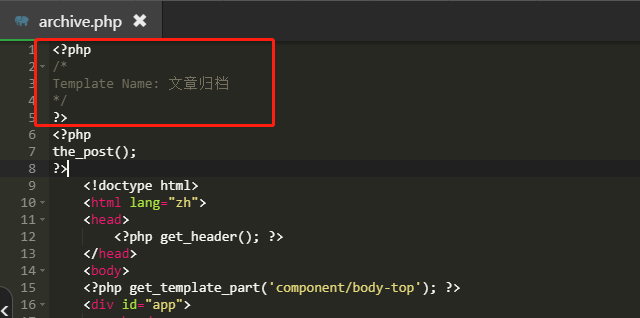 archive.php
1 <?php
2 /*
3 Template Name: 文章归档
4 */
5 ?>
6 <?php
7 the_post();
8 ?>
9 <!doctype html>
10 <html lang="zh">
11 <head>
12 <?php get_header(); ?>
13 </head>
14 <body>
15 <?php get_template_part('component/body-top'); ?>
16 <div id="app">